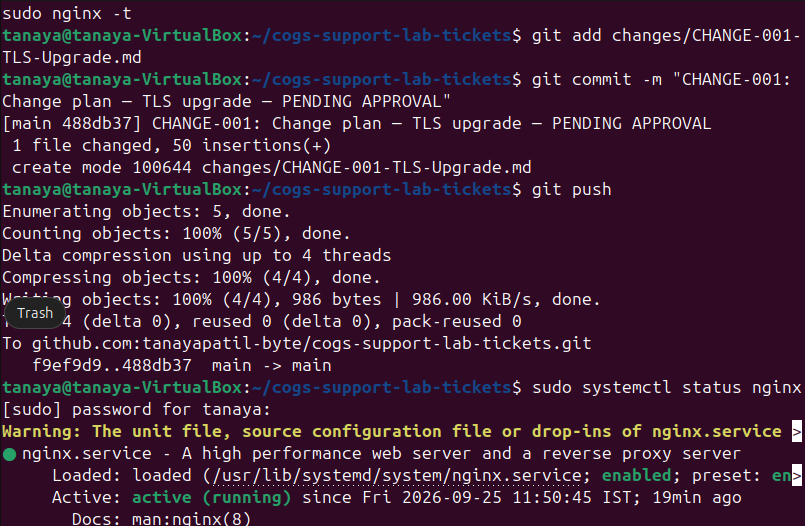 sudo nginx -t
tanaya@tanaya-VirtualBox:~/cogs-support-lab-tickets$ git add changes/CHANGE-001-
TLS-Upgrade.md
tanaya@tanaya-VirtualBox:~/cogs-support-lab-tickets$ git commit -m "CHANGE-001:
Change plan — TLS upgrade — PENDING APPROVAL"
[main 488db37] CHANGE-001: Change plan — TLS upgrade — PENDING APPROVAL
 1 file changed, 50 insertions(+)
 create mode 100644 changes/CHANGE-001-TLS-Upgrade.md
tanaya@tanaya-VirtualBox:~/cogs-support-lab-tickets$ git push
Enumerating objects: 5, done.
Counting objects: 100% (5/5), done.
Delta compression using up to 4 threads
Compressing objects: 100% (4/4), done.
Writing objects: 100% (4/4), 986 bytes | 986.00 KiB/s, done.
Trash
4 (delta 0), reused 0 (delta 0), pack-reused 0
To github.com:tanayapatil-byte/cogs-support-lab-tickets.git
   f9ef9d9..488db37  main -> main
tanaya@tanaya-VirtualBox:~/cogs-support-lab-tickets$ sudo systemctl status nginx
[sudo] password for tanaya:
Warning: The unit file, source configuration file or drop-ins of nginx.service >
● nginx.service - A high performance web server and a reverse proxy server
     Loaded: loaded (/usr/lib/systemd/system/nginx.service; enabled; preset: en>
     Active: active (running) since Fri 2026-09-25 11:50:45 IST; 19min ago
       Docs: man:nginx(8)